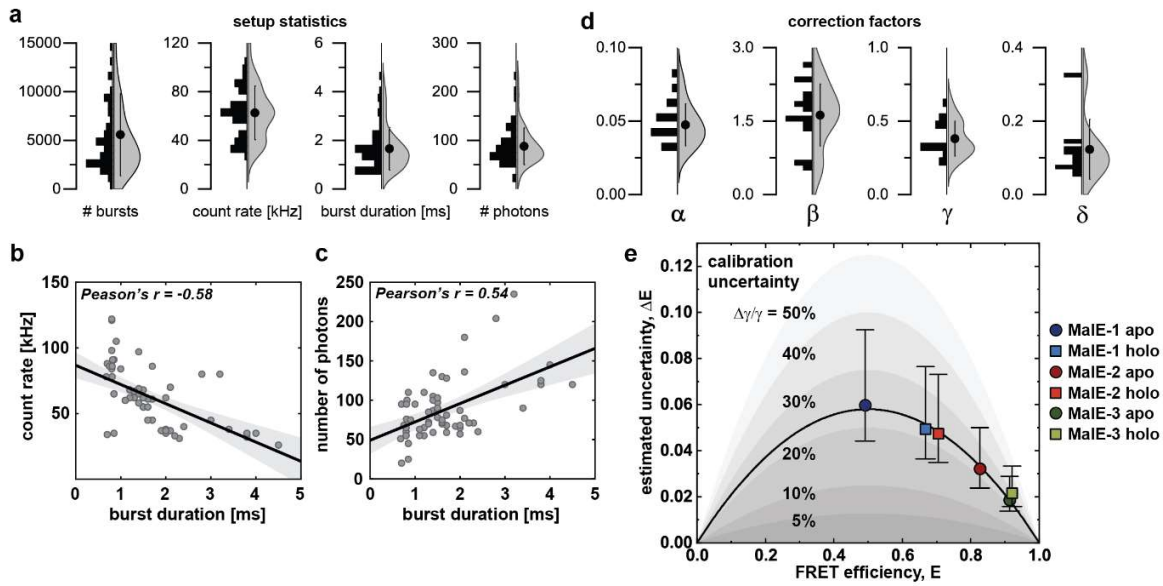 a
setup statistics
15000
10000
5000
0
# bursts
120
80
40
0
count rate [kHz]
6
4
2
0
burst duration [ms]
300
200
100
0
# photons
d
correction factors
0.10
0.05
0.00
α
3.0
1.5
0.0
β
1.0
0.5
0.0
γ
0.4
0.2
0.0
δ
b
Peason's r = -0.58
150
100
50
count rate [kHz]
0 1 2 3 4 5
burst duration [ms]
c
Pearson's r = 0.54
250
200
150
100
50
0
number of photons
0 1 2 3 4 5
burst duration [ms]
e
calibration
uncertainty
Δγ/γ = 50%
40%
30%
20%
10%
5%
0.12
0.10
0.08
0.06
0.04
0.02
0.00
estimated uncertainty, ΔE
0.0 0.2 0.4 0.6 0.8 1.0
FRET efficiency, E
MalE-1 apo
MalE-1 holo
MalE-2 apo
MalE-2 holo
MalE-3 apo
MalE-3 holo